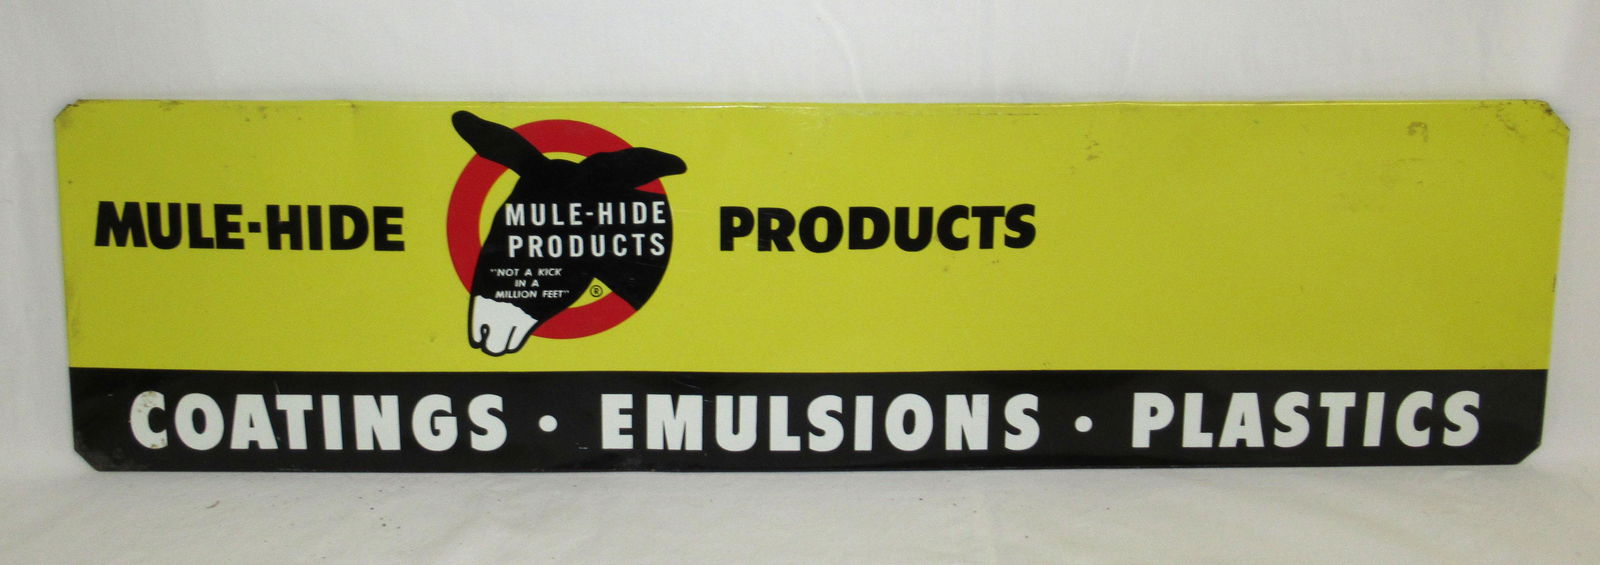 MULE-HIDE
MULE-HIDE
PRODUCTS
"NOT A KICK
IN A
MILLION FEET"
®
PRODUCTS
COATINGS · EMULSIONS · PLASTICS